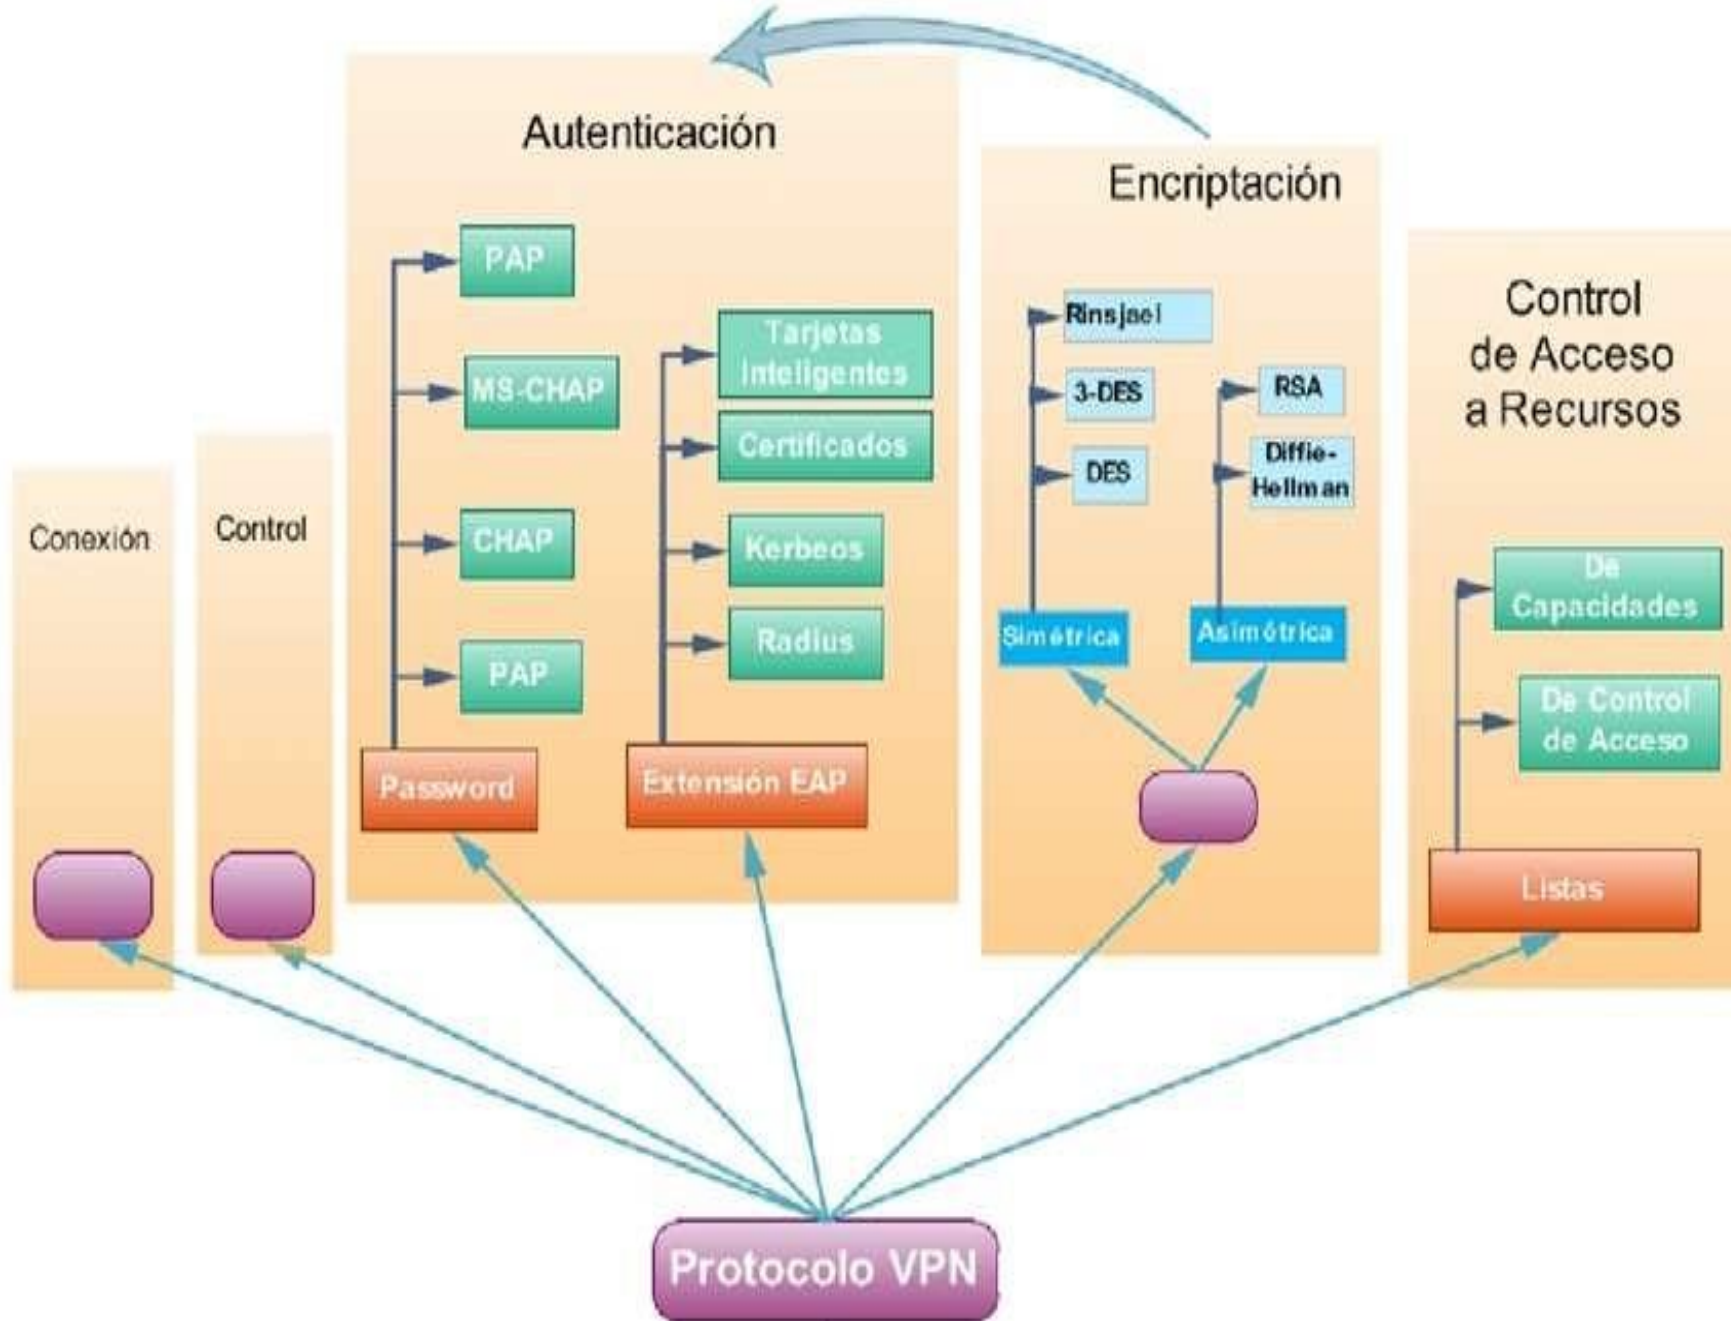 Autenticación
PAP
MS-CHAP
CHAP
PAP
Password
Tarjetas
Inteligentes
Certificados
Kerbeos
Radius
Extensión EAP
Encriptación
Rinsjael
3-DES
DES
Simétrica
RSA
Diffie-
Hellman
Asimótrica
Control
de Acceso
a Recursos
De
Capacidades
De Control
de Acceso
Listas
Conexión
Control
Protocolo VPN